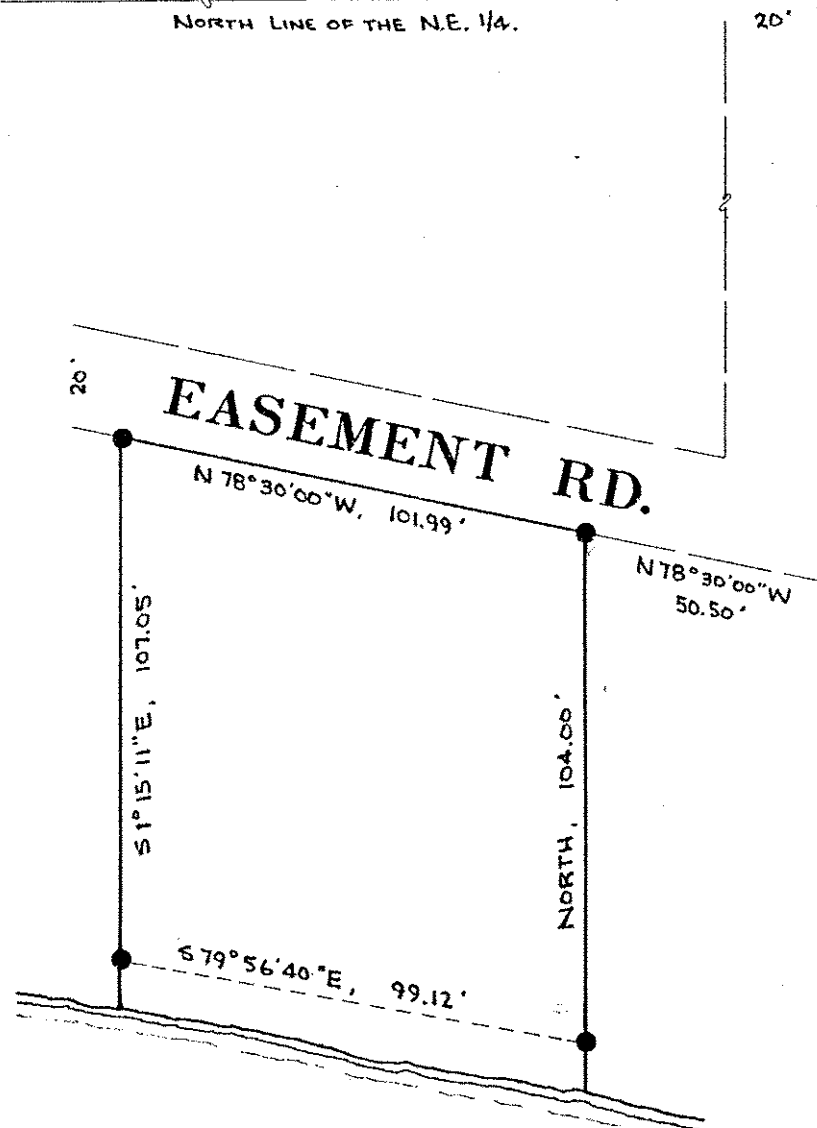 NORTH LINE OF THE N.E. 1/4.
20'
20'
EASEMENT RD.
N 78°30'00"W, 101.99'
N 78°30'00"W
50.50'
S 1°15'11"E, 107.05'
NORTH, 104.00'
S 79°56'40"E, 99.12'